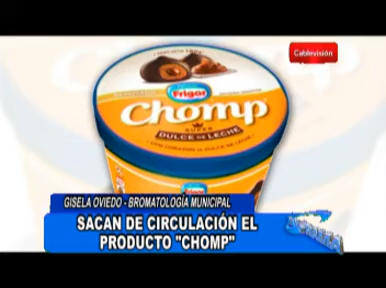 Cablevisión
Frigor
Chomp
SUPER
DULCE DE LECHE
CON CORAZÓN DE DULCE DE LECHE
GISELA OVIEDO - BROMATOLOGÍA MUNICIPAL
SACAN DE CIRCULACIÓN EL
PRODUCTO "CHOMP"